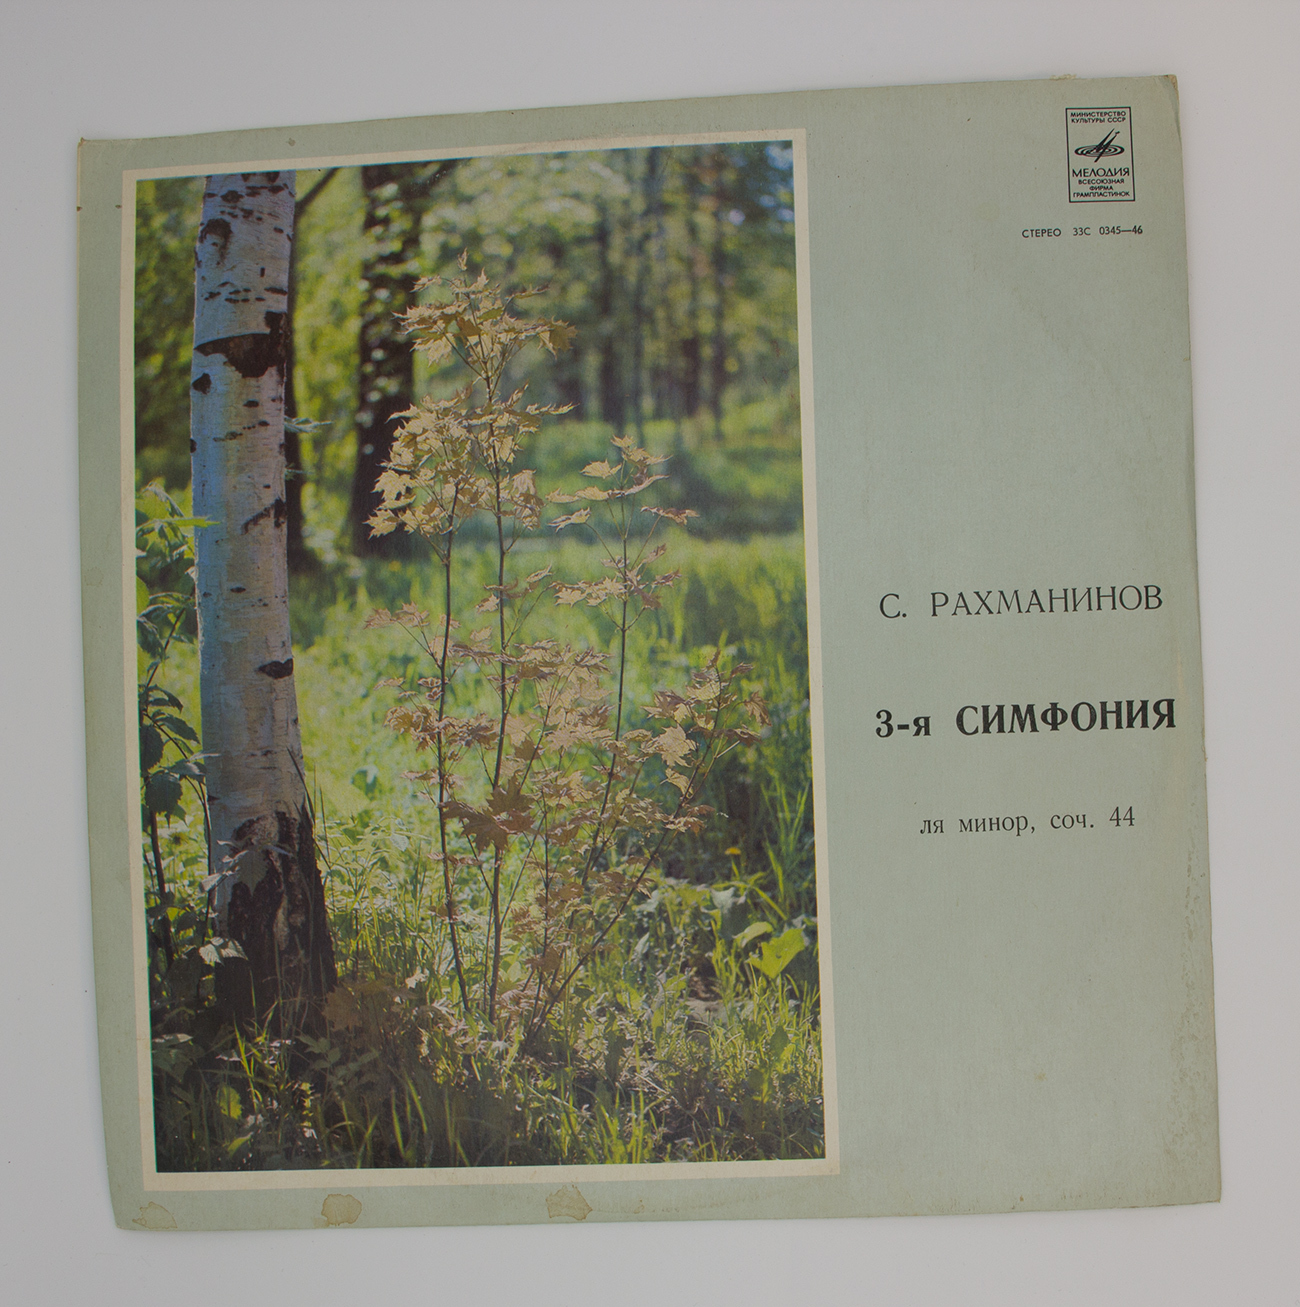 МИНИСТЕРСТВО
КУЛЬТУРЫ СССР
МЕЛОДИЯ
ВСЕСОЮЗНАЯ
ФИРМА
ГРАМПЛАСТИНОК
СТЕРЕО 33С 0345—46
С. РАХМАНИНОВ
3-я СИМФОНИЯ
ля минор, соч. 44